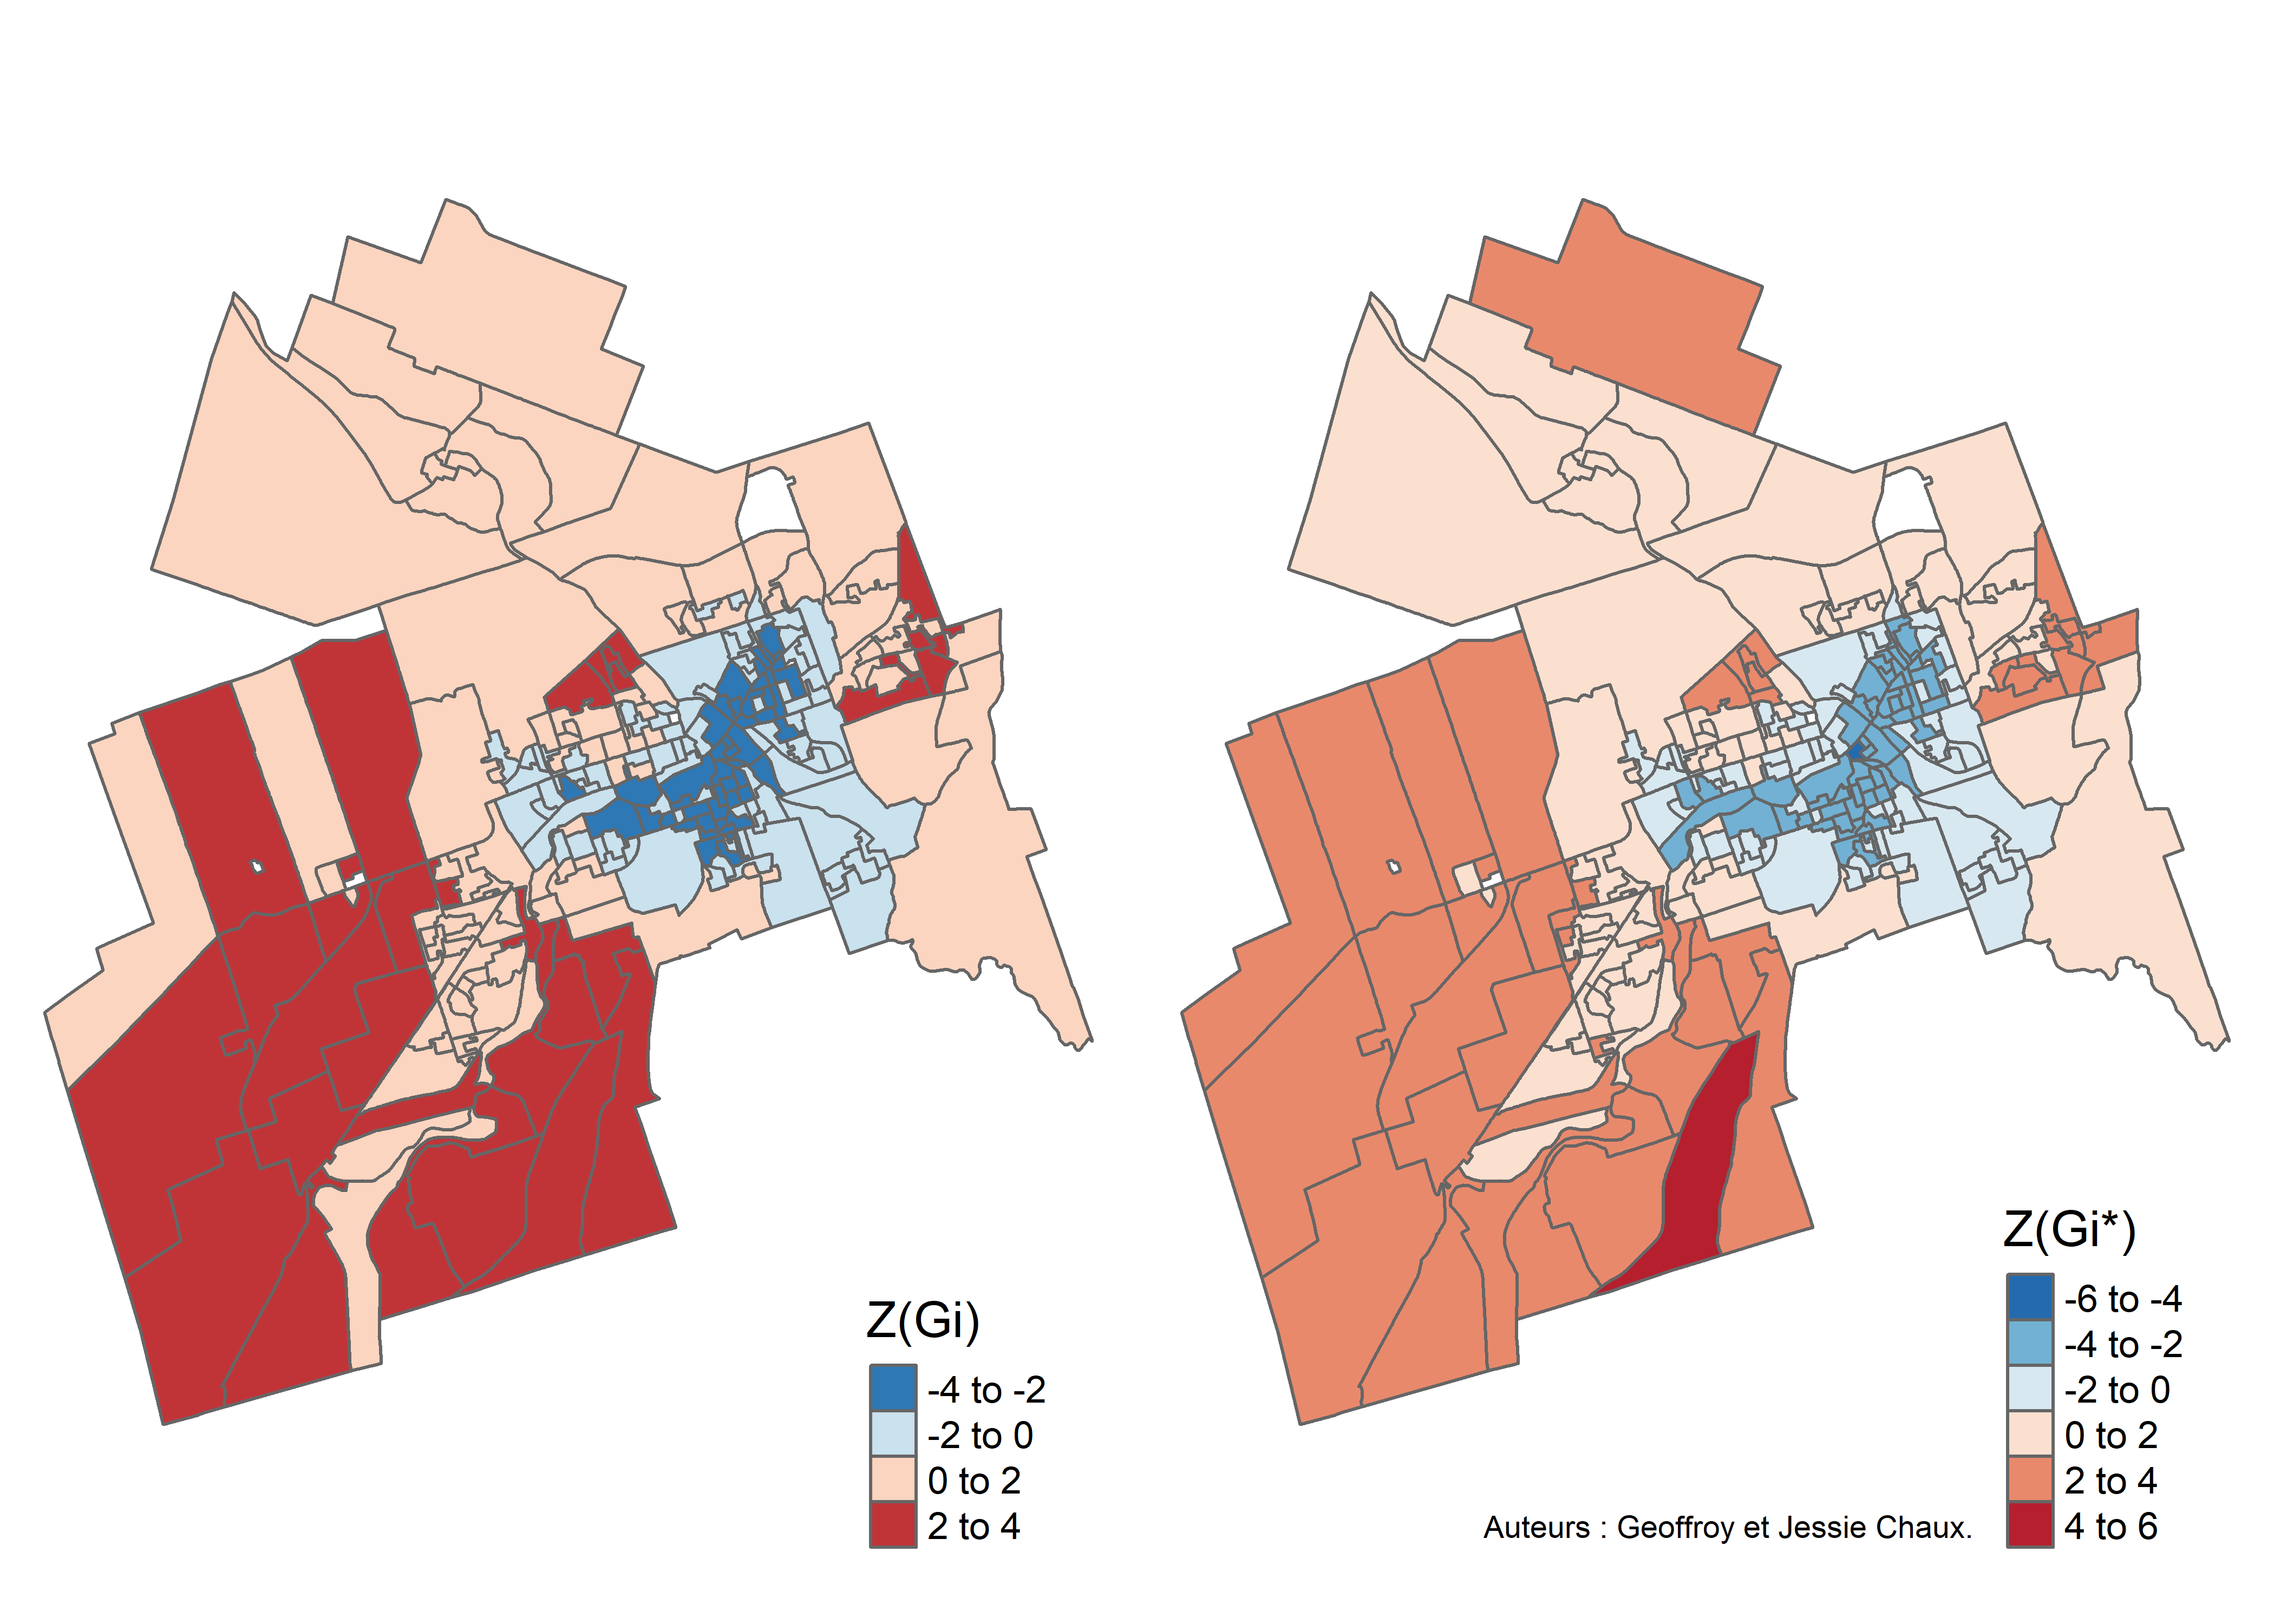 Z(Gi)
-4 to -2
-2 to 0
0 to 2
2 to 4
Z(Gi*)
-6 to -4
-4 to -2
-2 to 0
0 to 2
2 to 4
4 to 6
Auteurs : Geoffroy et Jessie Chaux.